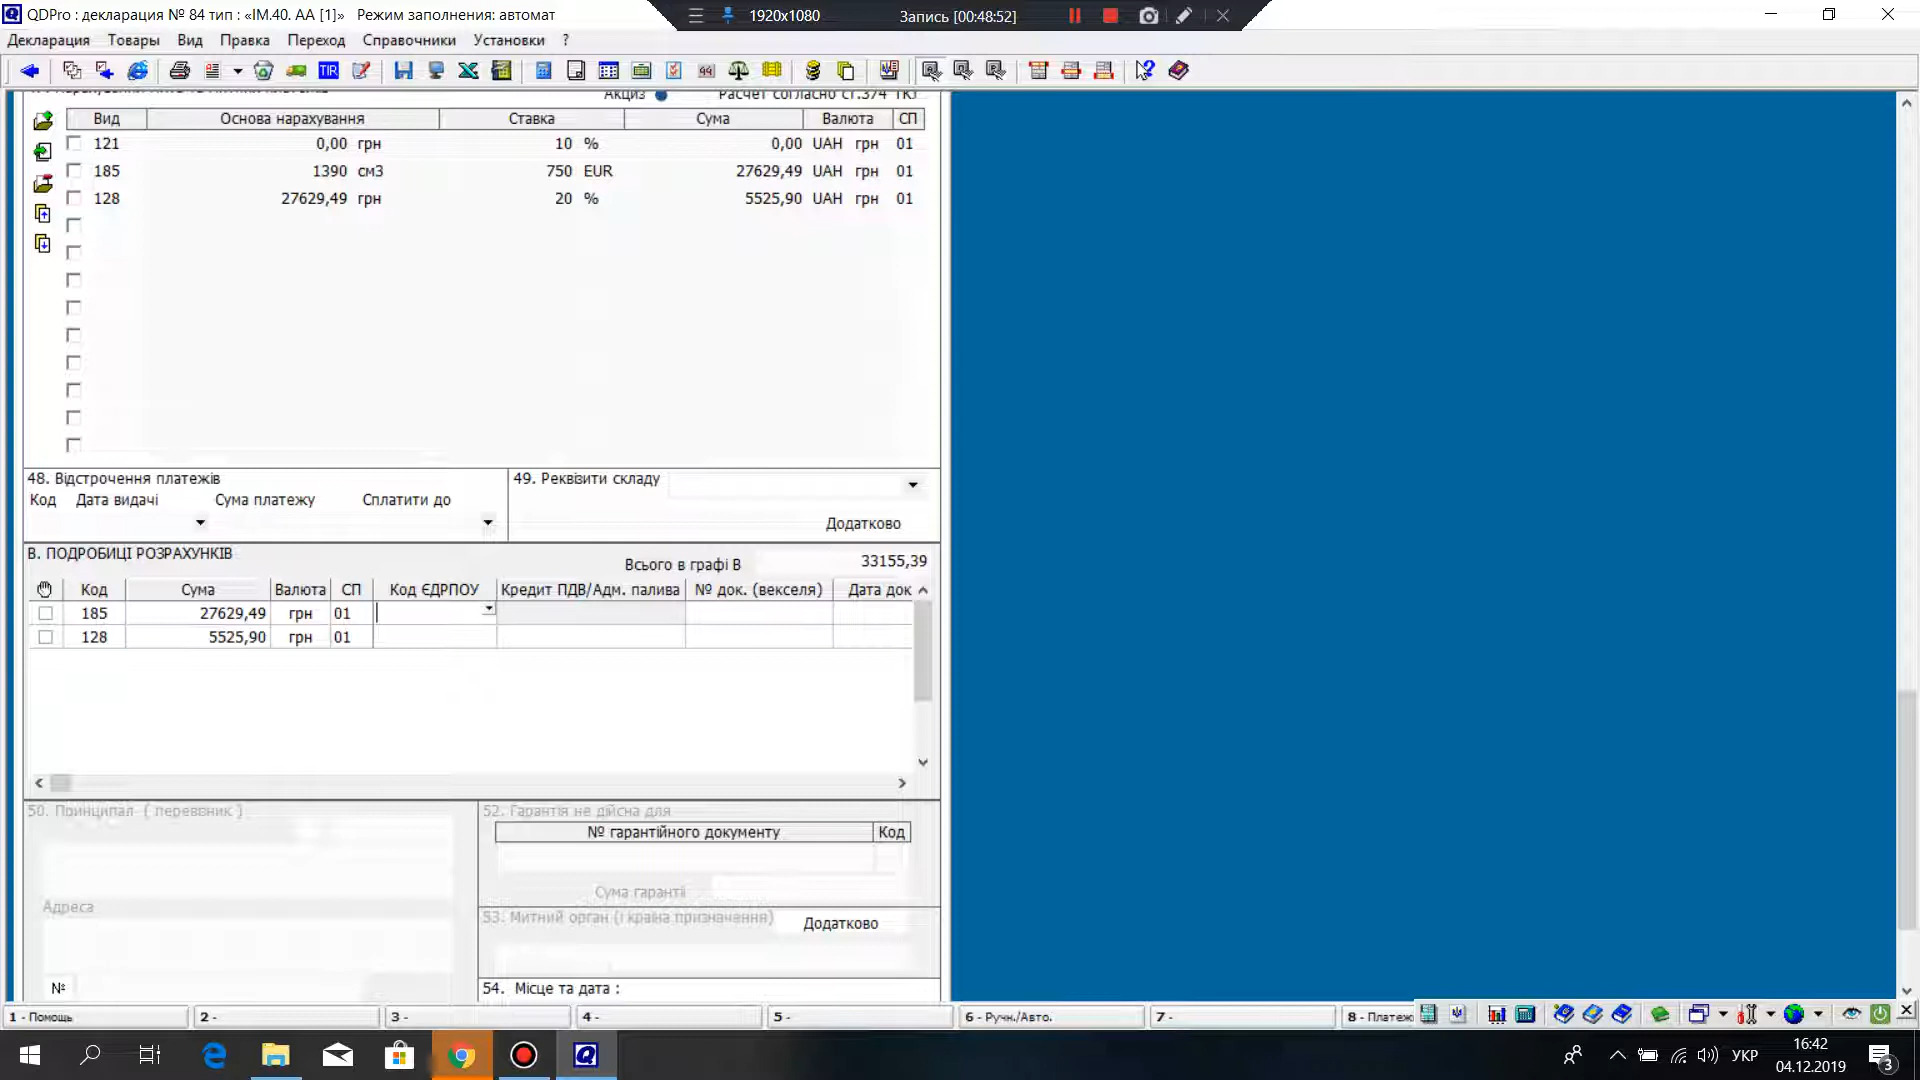 QDPro : декларация № 84 тип : «ІМ.40. АА [1]» Режим заполнения: автомат
1920x1080 Запись [00:48:52]
Декларация Товары Вид Правка Переход Справочники Установки ?
Акциз Расчет согласно ст.374 ТКУ
Вид Основа нарахування Ставка Сума Валюта СП
121 0,00 грн 10 % 0,00 UAH грн 01
185 1390 см3 750 EUR 27629,49 UAH грн 01
128 27629,49 грн 20 % 5525,90 UAH грн 01
48. Відстрочення платежів
Код Дата видачі Сума платежу Сплатити до
49. Реквізити складу
Додатково
В. ПОДРОБИЦІ РОЗРАХУНКІВ
Всього в графі В 33155,39
Код Сума Валюта СП Код ЄДРПОУ Кредит ПДВ/Адм. палива № док. (векселя) Дата док
185 27629,49 грн 01
128 5525,90 грн 01
50. Принципал ( перевізник )
Адреса
№
52. Гарантія не дійсна для
№ гарантійного документу Код
Сума гарантії
53. Митний орган (і країна призначення)
Додатково
54. Місце та дата :
1 - Помощь 2 - 3 - 4 - 5 - 6 - Ручн./Авто. 7 - 8 - Платеж
УКР
16:42
04.12.2019
3